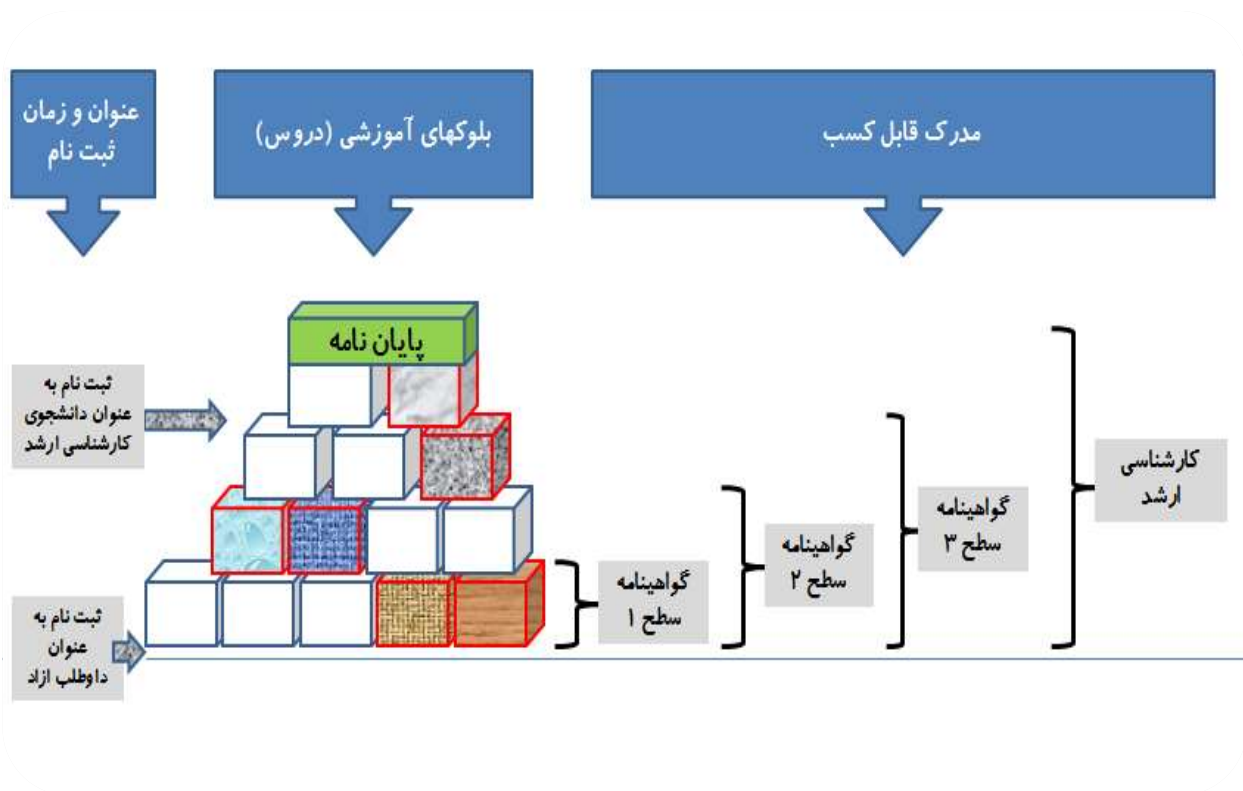 مدرک قابل کسب
بلوکهای آموزشی (دروس)
عنوان و زمان
ثبت نام
پایان نامه
ثبت نام به
عنوان دانشجوی
کارشناسی ارشد
ثبت نام به
عنوان
داوطلب ازاد
گواهینامه
سطح ۱
گواهینامه
سطح ۲
گواهینامه
سطح ۳
کارشناسی
ارشد